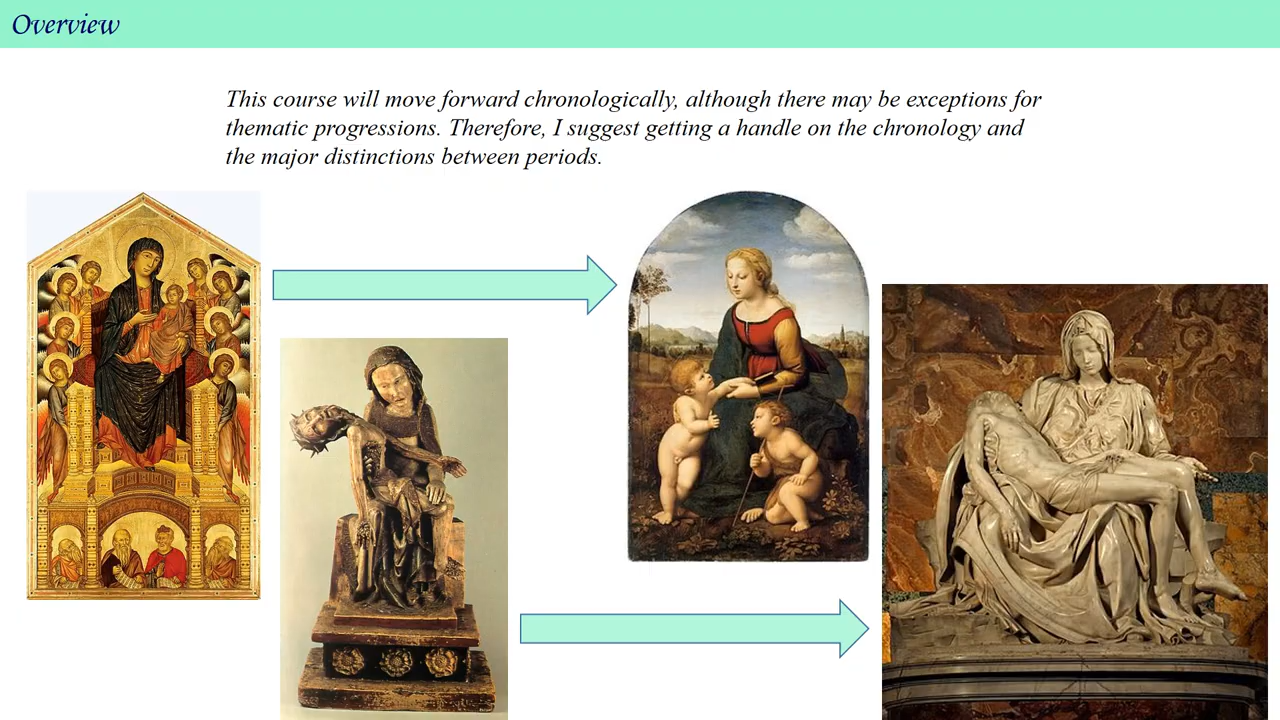 Overview
This course will move forward chronologically, although there may be exceptions for
thematic progressions. Therefore, I suggest getting a handle on the chronology and
the major distinctions between periods.